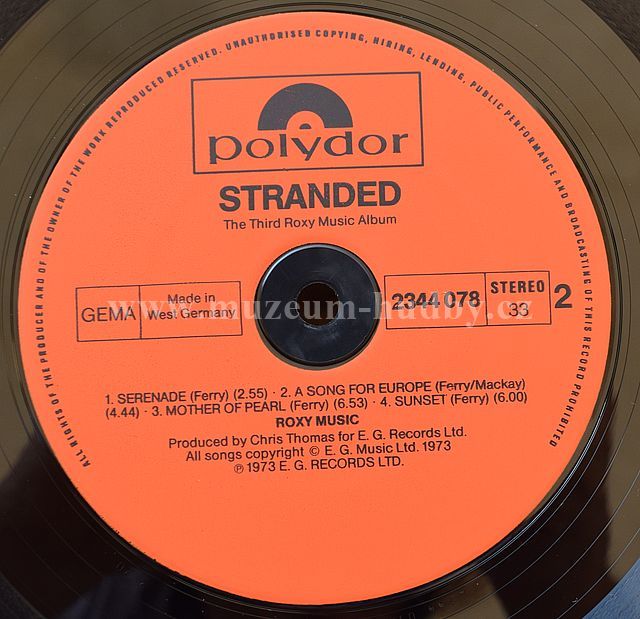 ALL RIGHTS OF THE PRODUCER AND OF THE OWNER OF THE WORK REPRODUCED RESERVED. UNAUTHORISED COPYING, HIRING, LENDING, PUBLIC PERFORMANCE AND BROADCASTING OF THIS RECORD PROHIBITED
polydor
STRANDED
The Third Roxy Music Album
GEMA
Made in
West Germany
2344 078
STEREO
33
2
www.muzeum-hudby.cz
1. SERENADE (Ferry) (2.55) · 2. A SONG FOR EUROPE (Ferry/Mackay)
(4.44) · 3. MOTHER OF PEARL (Ferry) (6.53) · 4. SUNSET (Ferry) (6.00)
ROXY MUSIC
Produced by Chris Thomas for E. G. Records Ltd.
All songs copyright © E. G. Music Ltd. 1973
℗ 1973 E. G. RECORDS LTD.